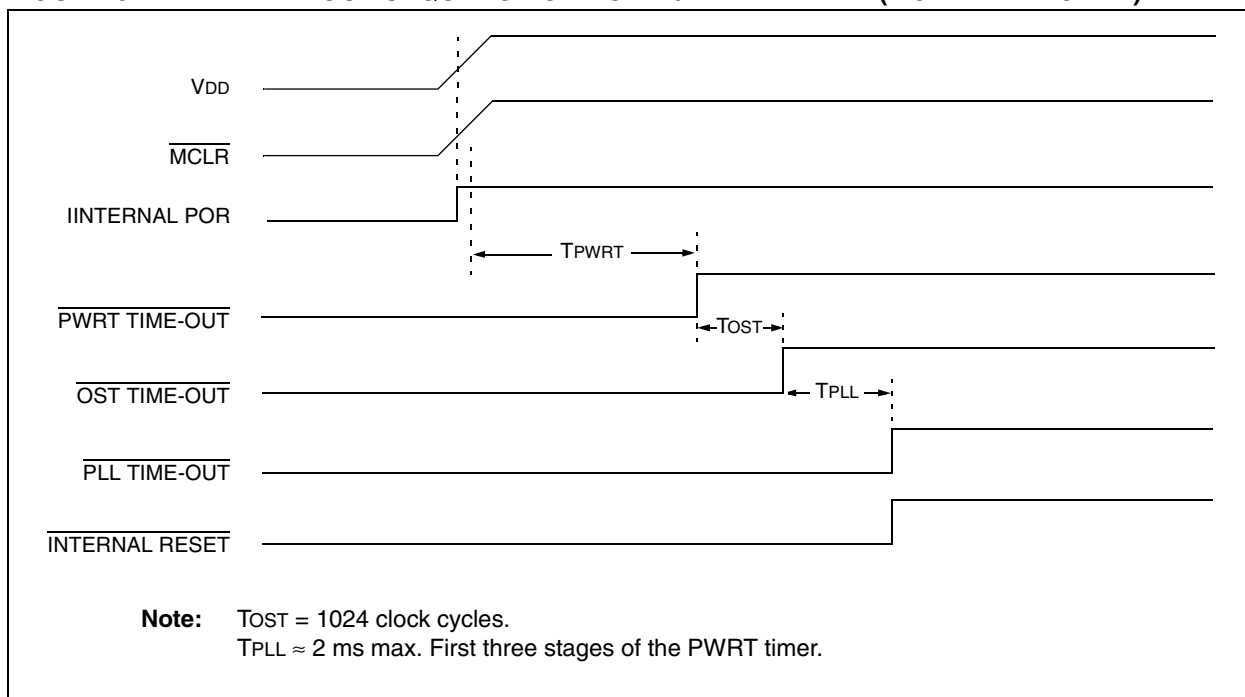 VDD
MCLR
IINTERNAL POR
TPWRT
PWRT TIME-OUT
TOST
OST TIME-OUT
TPLL
PLL TIME-OUT
INTERNAL RESET
Note: TOST = 1024 clock cycles.
TPLL ≈ 2 ms max. First three stages of the PWRT timer.